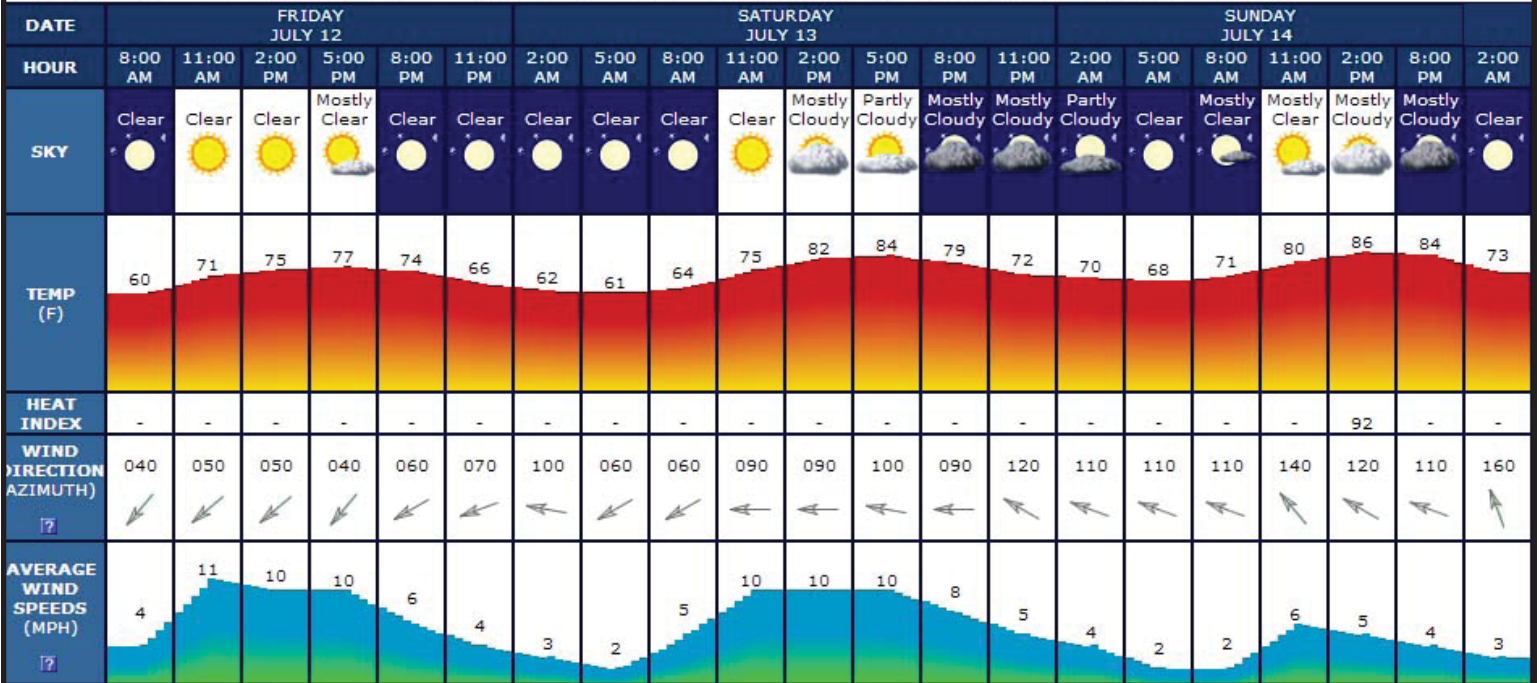 DATE
FRIDAY
JULY 12
SATURDAY
JULY 13
SUNDAY
JULY 14
HOUR
8:00 AM 11:00 AM 2:00 PM 5:00 PM 8:00 PM 11:00 PM 2:00 AM 5:00 AM 8:00 AM 11:00 AM 2:00 PM 5:00 PM 8:00 PM 11:00 PM 2:00 AM 5:00 AM 8:00 AM 11:00 AM 2:00 PM 8:00 PM 2:00 AM
SKY
Clear Clear Clear Mostly Clear Clear Clear Clear Clear Clear Clear Mostly Cloudy Partly Cloudy Mostly Cloudy Mostly Cloudy Partly Cloudy Clear Mostly Clear Mostly Clear Mostly Cloudy Mostly Cloudy Clear
TEMP
(F)
60 71 75 77 74 66 62 61 64 75 82 84 79 72 70 68 71 80 86 84 73
HEAT
INDEX
- - - - - - - - - - - - - - - - - - 92 - -
WIND
DIRECTION
AZIMUTH)
?
040 050 050 040 060 070 100 060 060 090 090 100 090 120 110 110 110 140 120 110 160
AVERAGE
WIND
SPEEDS
(MPH)
?
4 11 10 10 6 4 3 2 5 10 10 10 8 5 4 2 2 6 5 4 3